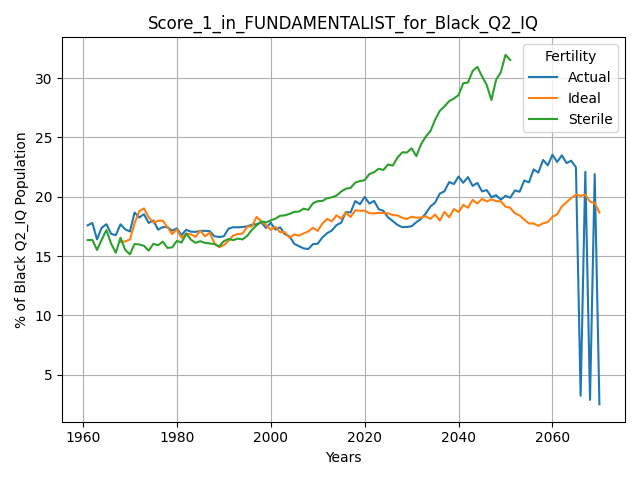 Score_1_in_FUNDAMENTALIST_for_Black_Q2_IQ
Fertility
Actual
Ideal
Sterile
% of Black Q2_IQ Population
30
25
20
15
10
5
1960 1980 2000 2020 2040 2060
Years